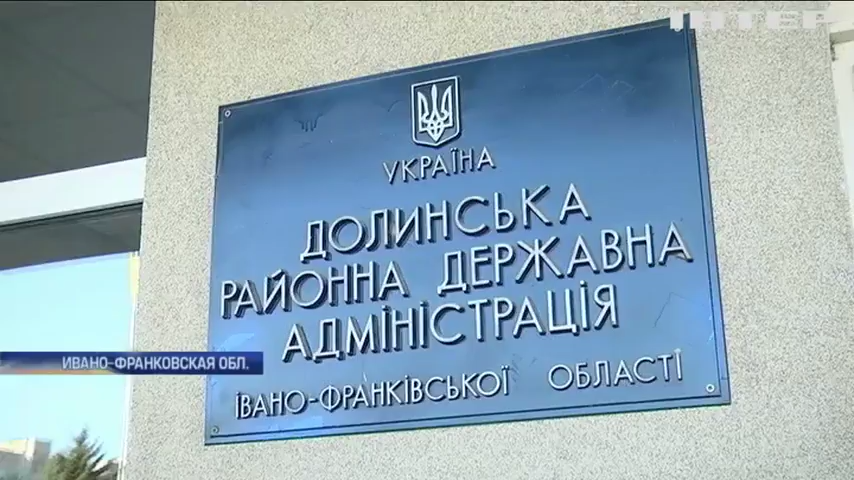 ІНТЕР
УКРАЇНА
ДОЛИНСЬКА
РАЙОННА ДЕРЖАВНА
АДМІНІСТРАЦІЯ
ІВАНО-ФРАНКІВСЬКОЇ ОБЛАСТІ
ИВАНО-ФРАНКОВСКАЯ ОБЛ.